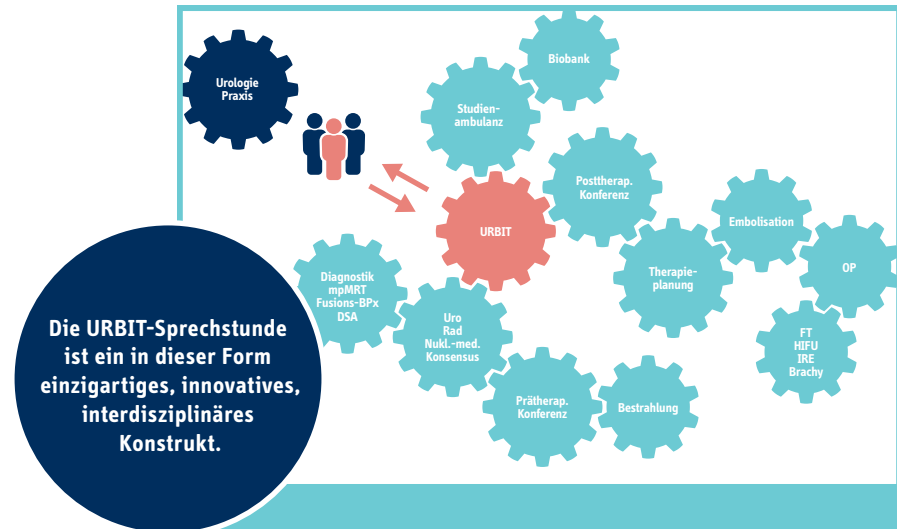 Urologie
Praxis
Biobank
Studien-
ambulanz
Posttherap.
Konferenz
URBIT
Embolisation
OP
Therapie-
planung
Diagnostik
mpMRT
Fusions-BPx
DSA
Uro
Rad
Nukl.-med.
Konsensus
FT
HIFU
IRE
Brachy
Prätherap.
Konferenz
Bestrahlung
Die URBIT-Sprechstunde
ist ein in dieser Form
einzigartiges, innovatives,
interdisziplinäres
Konstrukt.